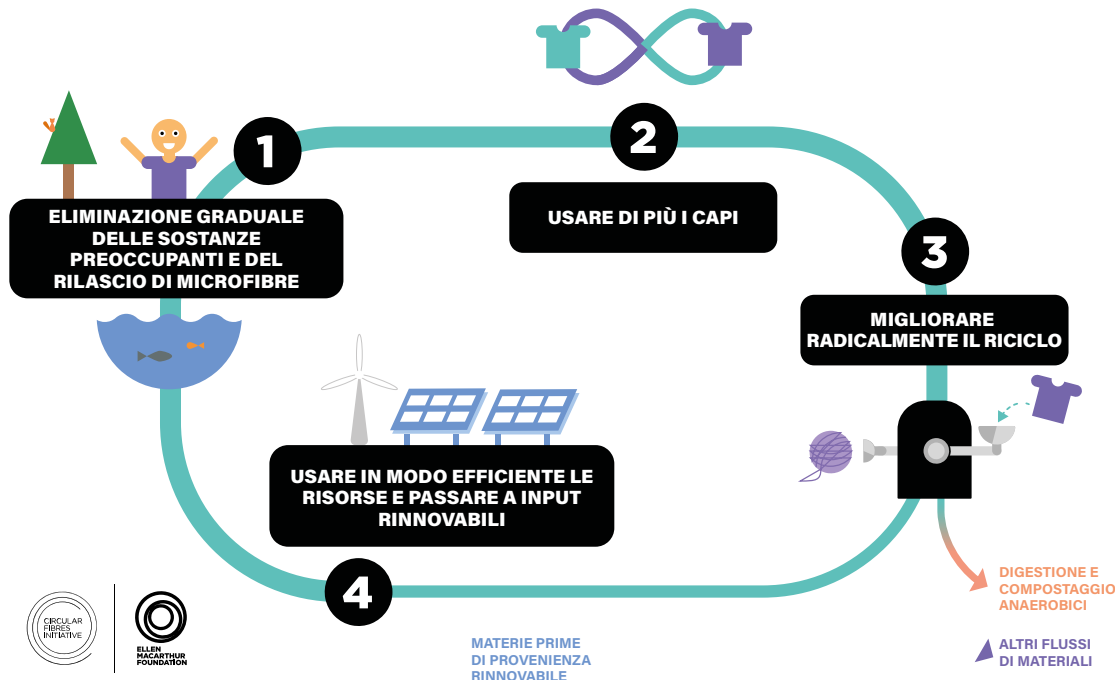 1
ELIMINAZIONE GRADUALE
DELLE SOSTANZE
PREOCCUPANTI E DEL
RILASCIO DI MICROFIBRE
2
USARE DI PIÙ I CAPI
3
MIGLIORARE
RADICALMENTE IL RICICLO
USARE IN MODO EFFICIENTE LE
RISORSE E PASSARE A INPUT
RINNOVABILI
4
DIGESTIONE E
COMPOSTAGGIO
ANAEROBICI
ALTRI FLUSSI
DI MATERIALI
MATERIE PRIME
DI PROVENIENZA
RINNOVABILE
CIRCULAR
FIBRES
INITIATIVE
ELLEN
MACARTHUR
FOUNDATION